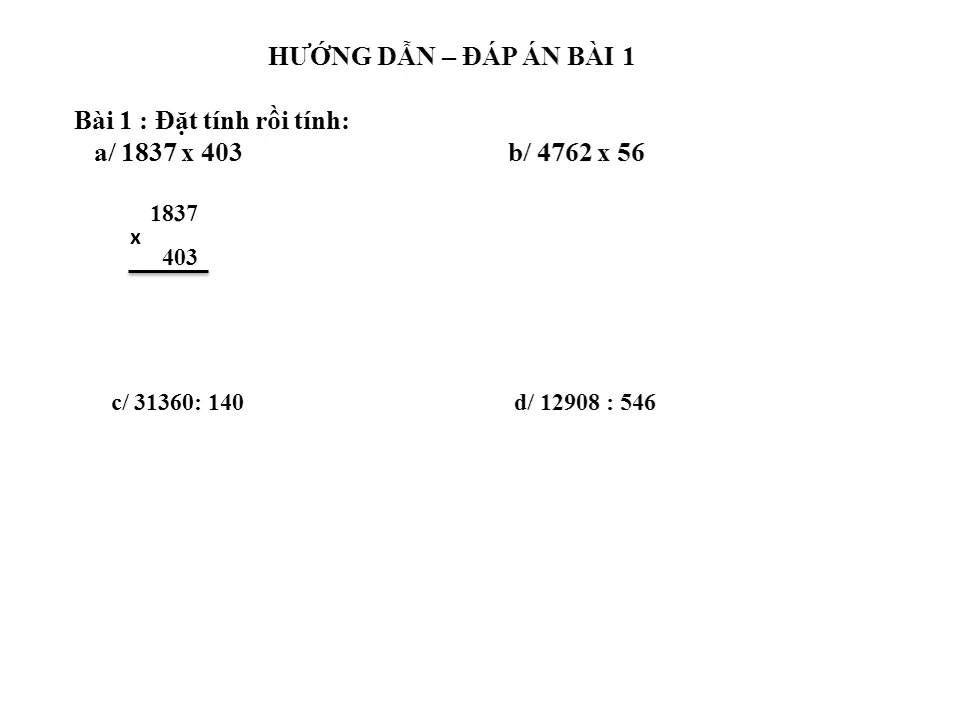 HƯỚNG DẪN – ĐÁP ÁN BÀI 1
Bài 1 : Đặt tính rồi tính:
a/ 1837 x 403 b/ 4762 x 56
1837
x
403
c/ 31360: 140 d/ 12908 : 546